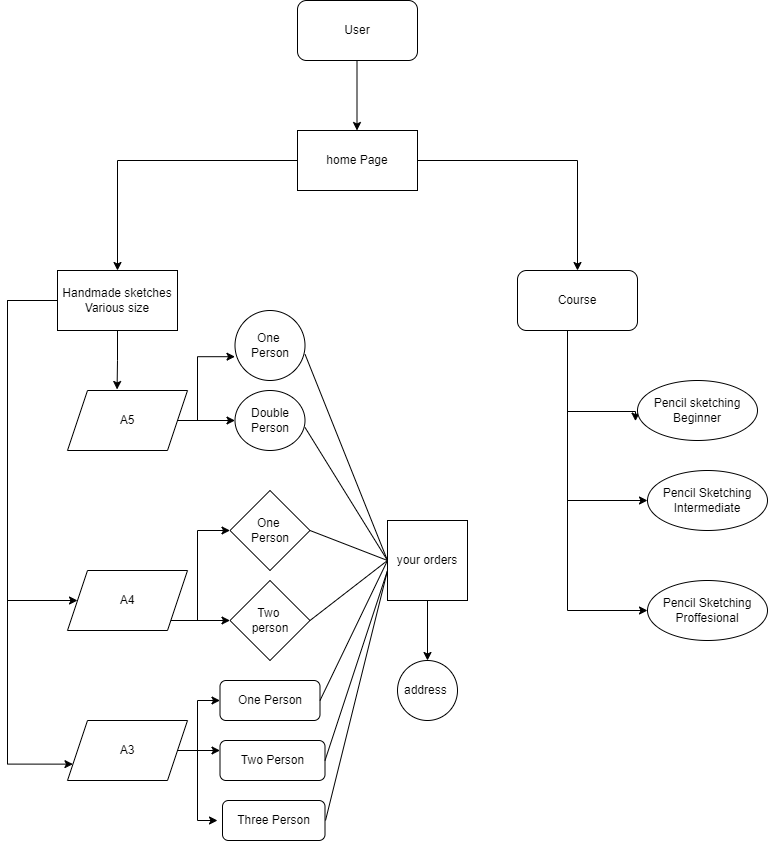 User
home Page
Handmade sketches
Various size
Course
One
Person
A5
Double
Person
Pencil sketching
Beginner
One
Person
Pencil Sketching
Intermediate
your orders
A4
Two
person
Pencil Sketching
Proffesional
address
One Person
A3
Two Person
Three Person